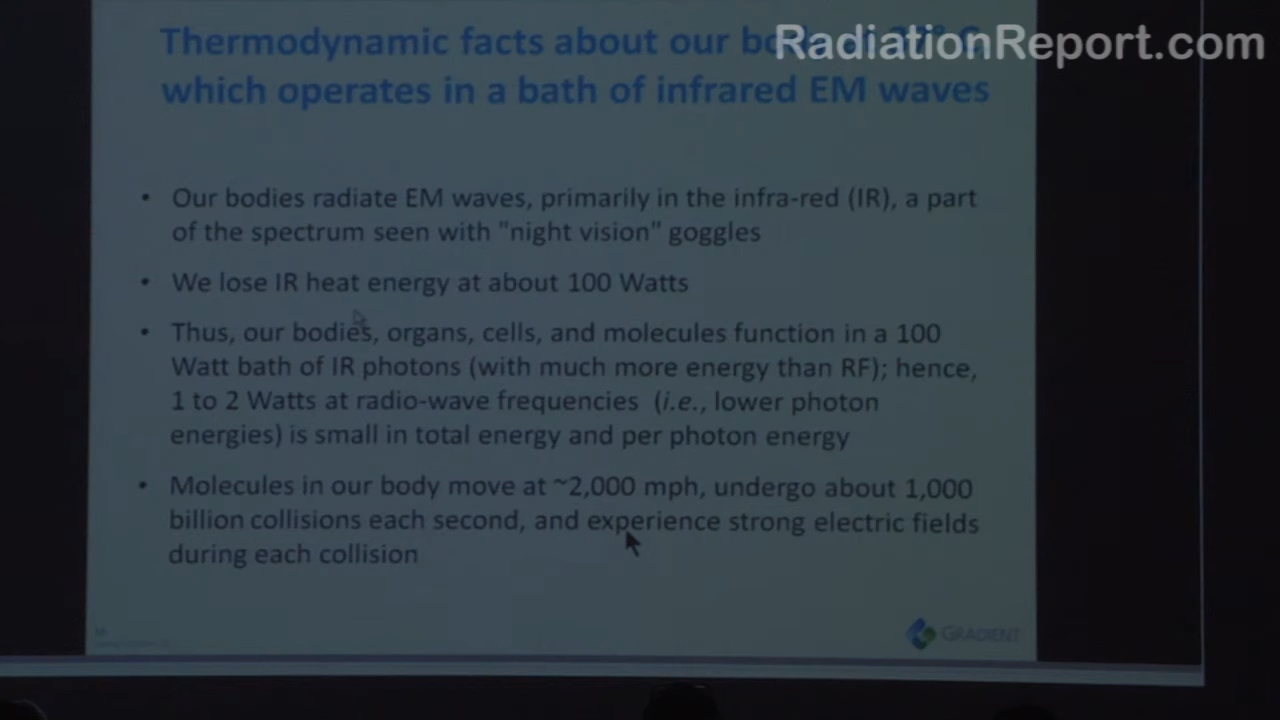 RadiationReport.com
Thermodynamic facts about our
which operates in a bath of infrared EM waves
• Our bodies radiate EM waves, primarily in the infra-red (IR), a part
of the spectrum seen with "night vision" goggles
• We lose IR heat energy at about 100 Watts
• Thus, our bodies, organs, cells, and molecules function in a 100
Watt bath of IR photons (with much more energy than RF); hence,
1 to 2 Watts at radio-wave frequencies (i.e., lower photon
energies) is small in total energy and per photon energy
• Molecules in our body move at ~2,000 mph, undergo about 1,000
billion collisions each second, and experience strong electric fields
during each collision
GRADIENT